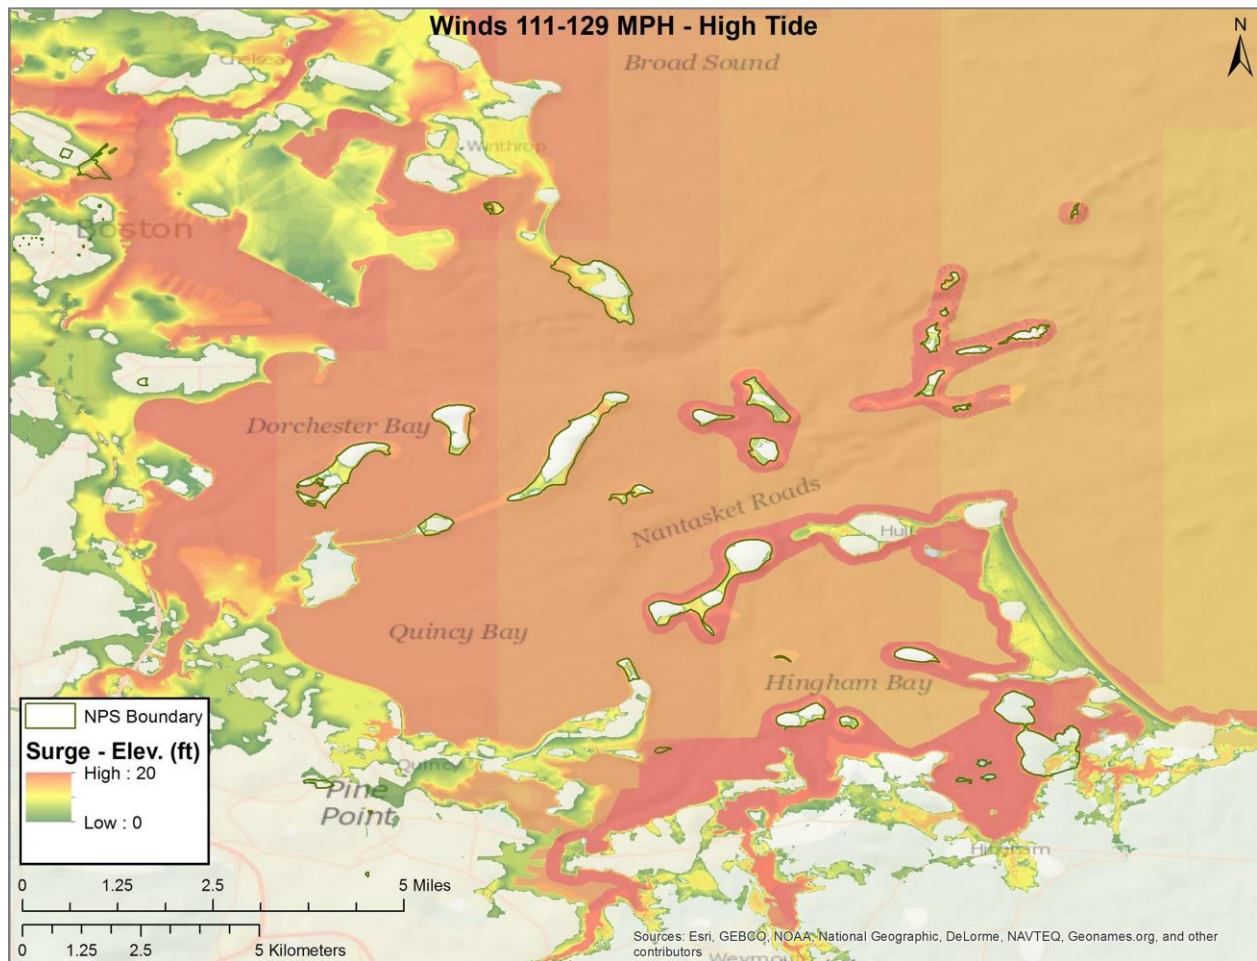 Winds 111-129 MPH - High Tide
N
Broad Sound
Chelsea
Winthrop
Boston
Dorchester Bay
Nantasket Roads
Hull
Quincy Bay
Hingham Bay
NPS Boundary
Surge - Elev. (ft)
High : 20
Low : 0
Quincy
Pine
Point
Hingham
0 1.25 2.5 5 Miles
0 1.25 2.5 5 Kilometers
Sources: Esri, GEBCO, NOAA, National Geographic, DeLorme, NAVTEQ, Geonames.org, and other
contributors
Weymouth